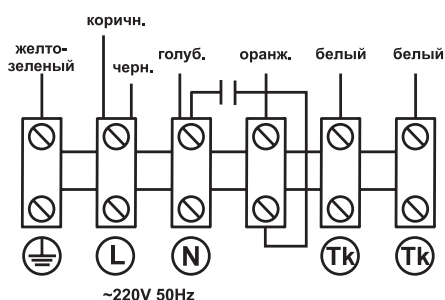 коричн.
желто-
зеленый
черн.
голуб.
оранж.
белый
белый
L
N
Tk
Tk
~220V 50Hz